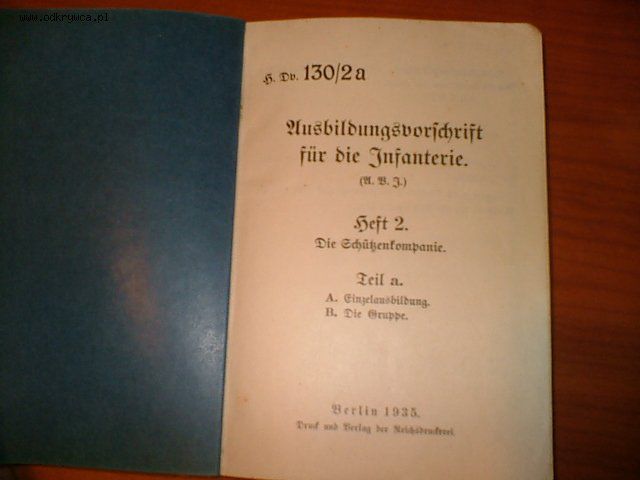 www.odkrywca.pl
H. Dv. 130/2a
Ausbildungsvorschrift
für die Infanterie.
(A. V. I.)
Heft 2.
Die Schützenkompanie.
Teil a.
A. Einzelausbildung.
B. Die Gruppe.
Berlin 1935.
Druck und Verlag der Reichsdruckerei.